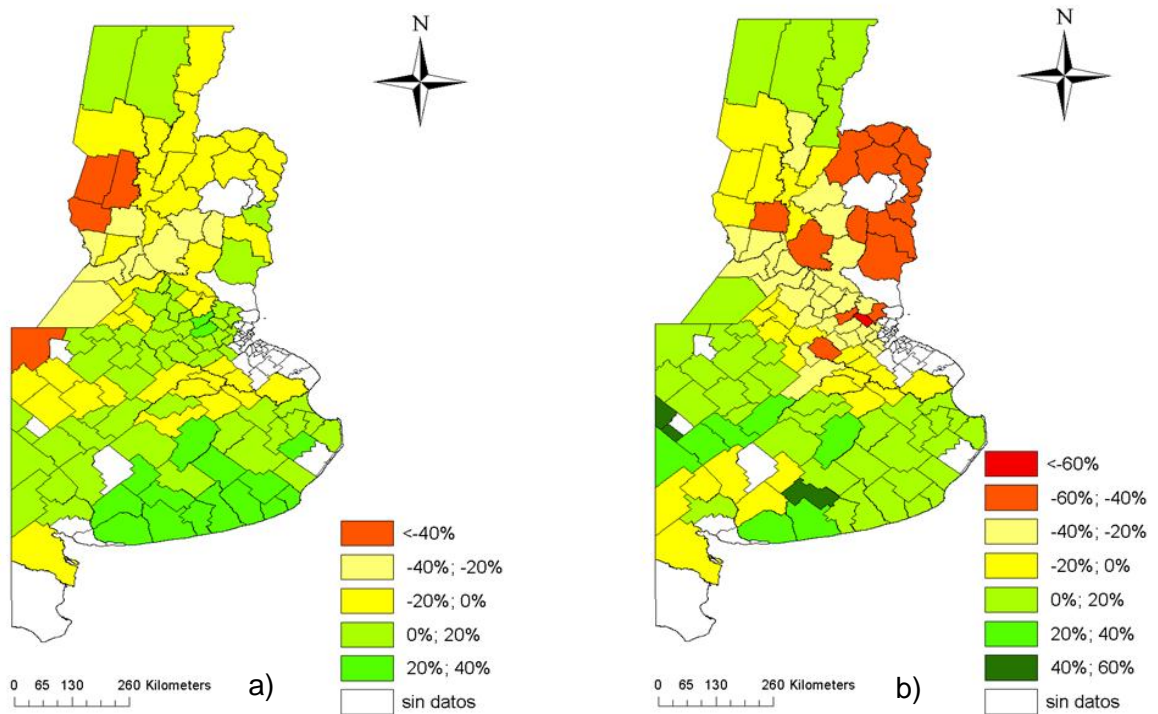 N
<-40%
-40%; -20%
-20%; 0%
0%; 20%
20%; 40%
sin datos
0 65 130 260 Kilometers
a)
N
<-60%
-60%; -40%
-40%; -20%
-20%; 0%
0%; 20%
20%; 40%
40%; 60%
sin datos
0 65 130 260 Kilometers
b)